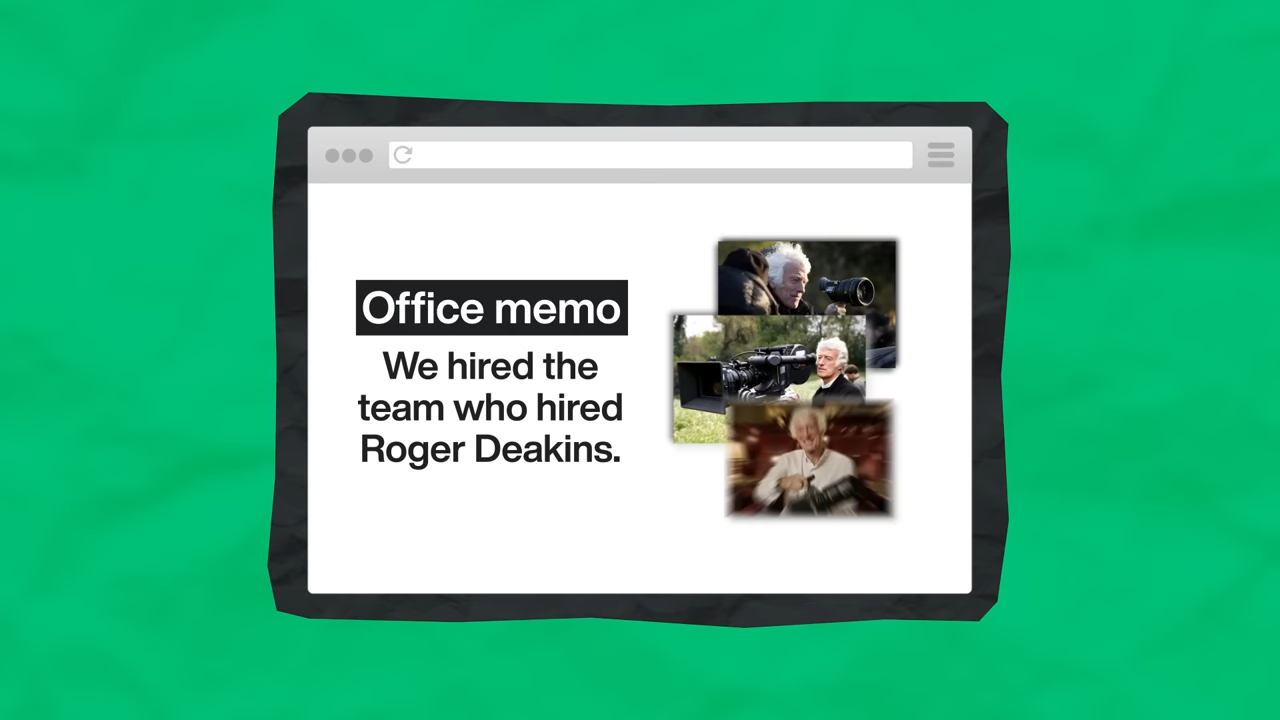 Office memo
We hired the
team who hired
Roger Deakins.